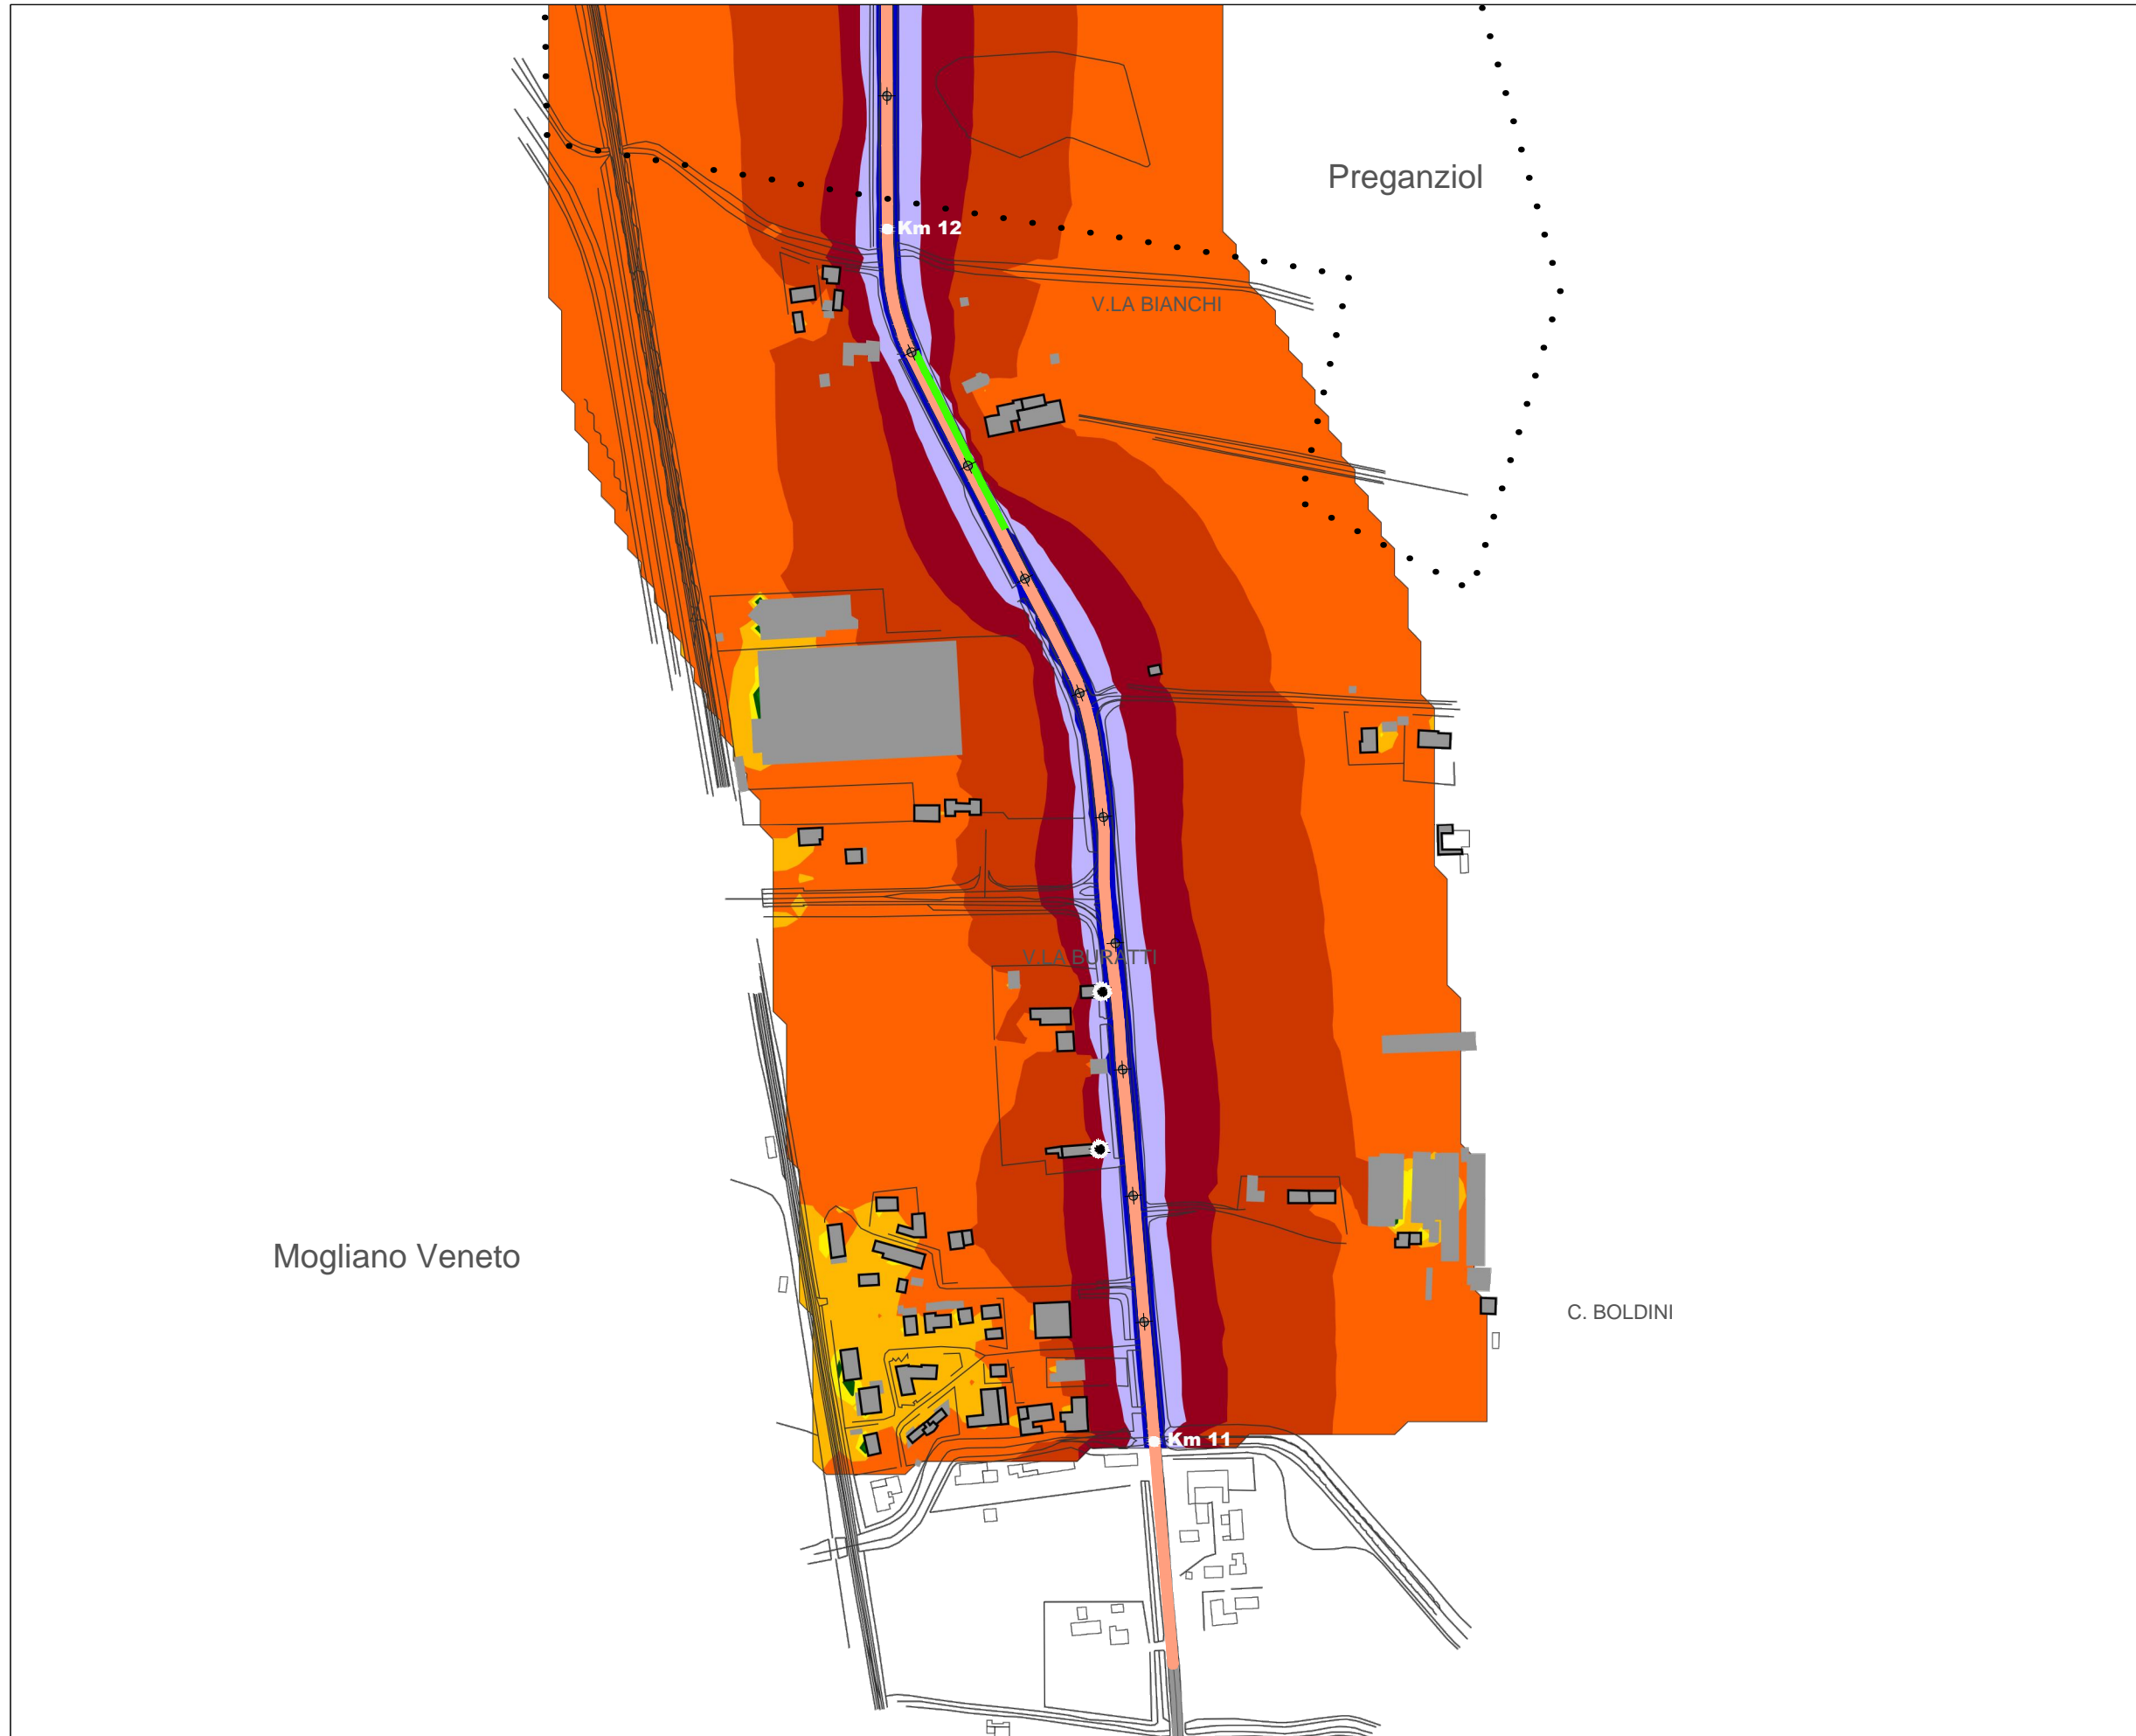 Preganziol
Km 12
V.LA BIANCHI
V.LA BURATTI
Mogliano Veneto
C. BOLDINI
Km 11